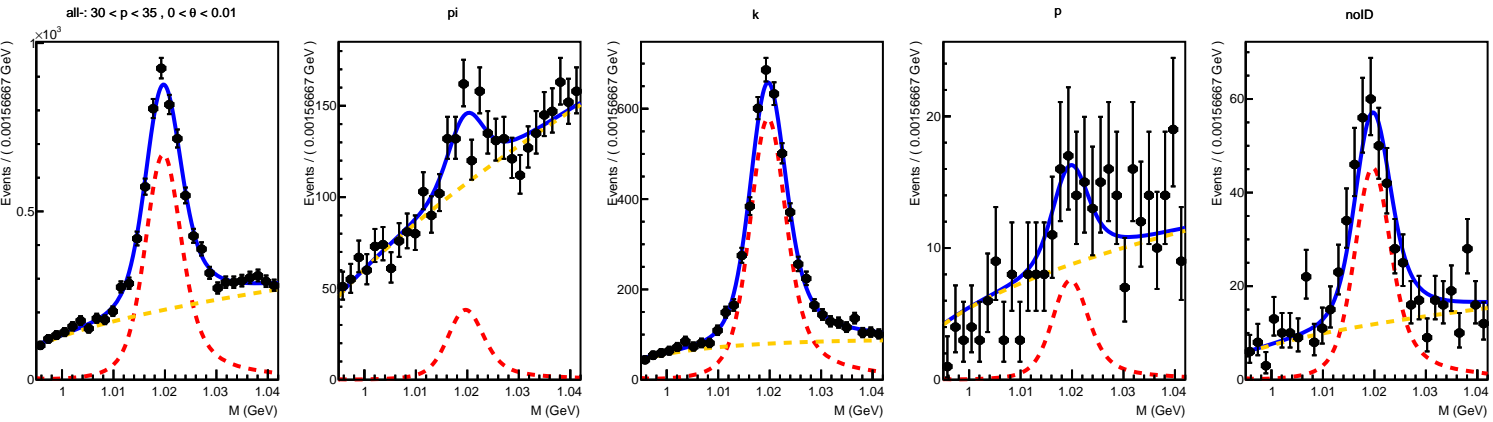 all-: 30 < p < 35 , 0 < θ < 0.01
×10³
Events / ( 0.00156667 GeV )
1
0.5
0
1 1.01 1.02 1.03 1.04
M (GeV)
pi
Events / ( 0.00156667 GeV )
150
100
50
0
1 1.01 1.02 1.03 1.04
M (GeV)
k
Events / ( 0.00156667 GeV )
600
400
200
0
1 1.01 1.02 1.03 1.04
M (GeV)
p
Events / ( 0.00156667 GeV )
20
10
0
1 1.01 1.02 1.03 1.04
M (GeV)
noID
Events / ( 0.00156667 GeV )
60
40
20
0
1 1.01 1.02 1.03 1.04
M (GeV)